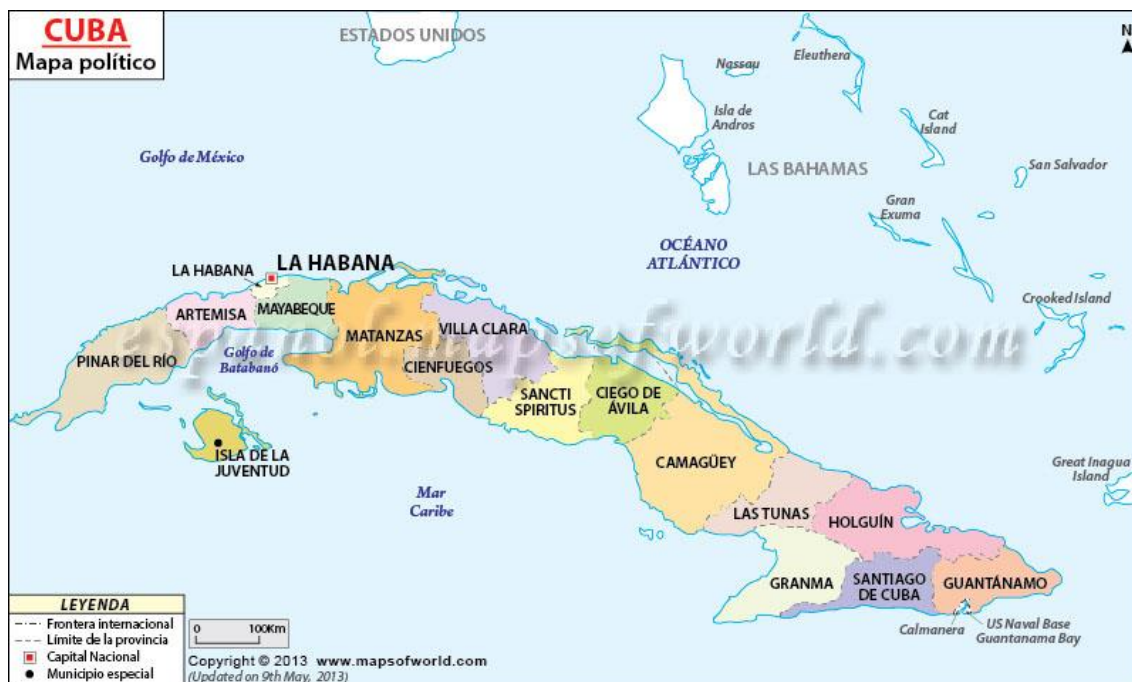 CUBA
Mapa político
ESTADOS UNIDOS
N
Nassau
Eleuthera
Isla de
Andros
Cat
Island
Golfo de México
LAS BAHAMAS
San Salvador
Gran
Exuma
OCÉANO
ATLÁNTICO
LA HABANA
LA HABANA
Crooked Island
ARTEMISA
MAYABEQUE
MATANZAS
VILLA CLARA
espanol.mapsofworld.com
PINAR DEL RÍO
Golfo de
Batabanó
CIENFUEGOS
SANCTI
SPIRITUS
CIEGO DE
ÁVILA
ISLA DE LA
JUVENTUD
CAMAGÜEY
Great Inagua
Island
Mar
Caribe
LAS TUNAS
HOLGUÍN
GRANMA
SANTIAGO
DE CUBA
GUANTÁNAMO
Calmanera
US Naval Base
Guantanama Bay
LEYENDA
Frontera internacional
Límite de la provincia
Capital Nacional
Municipio especial
0 100Km
Copyright © 2013 www.mapsofworld.com
(Updated on 9th May, 2013)